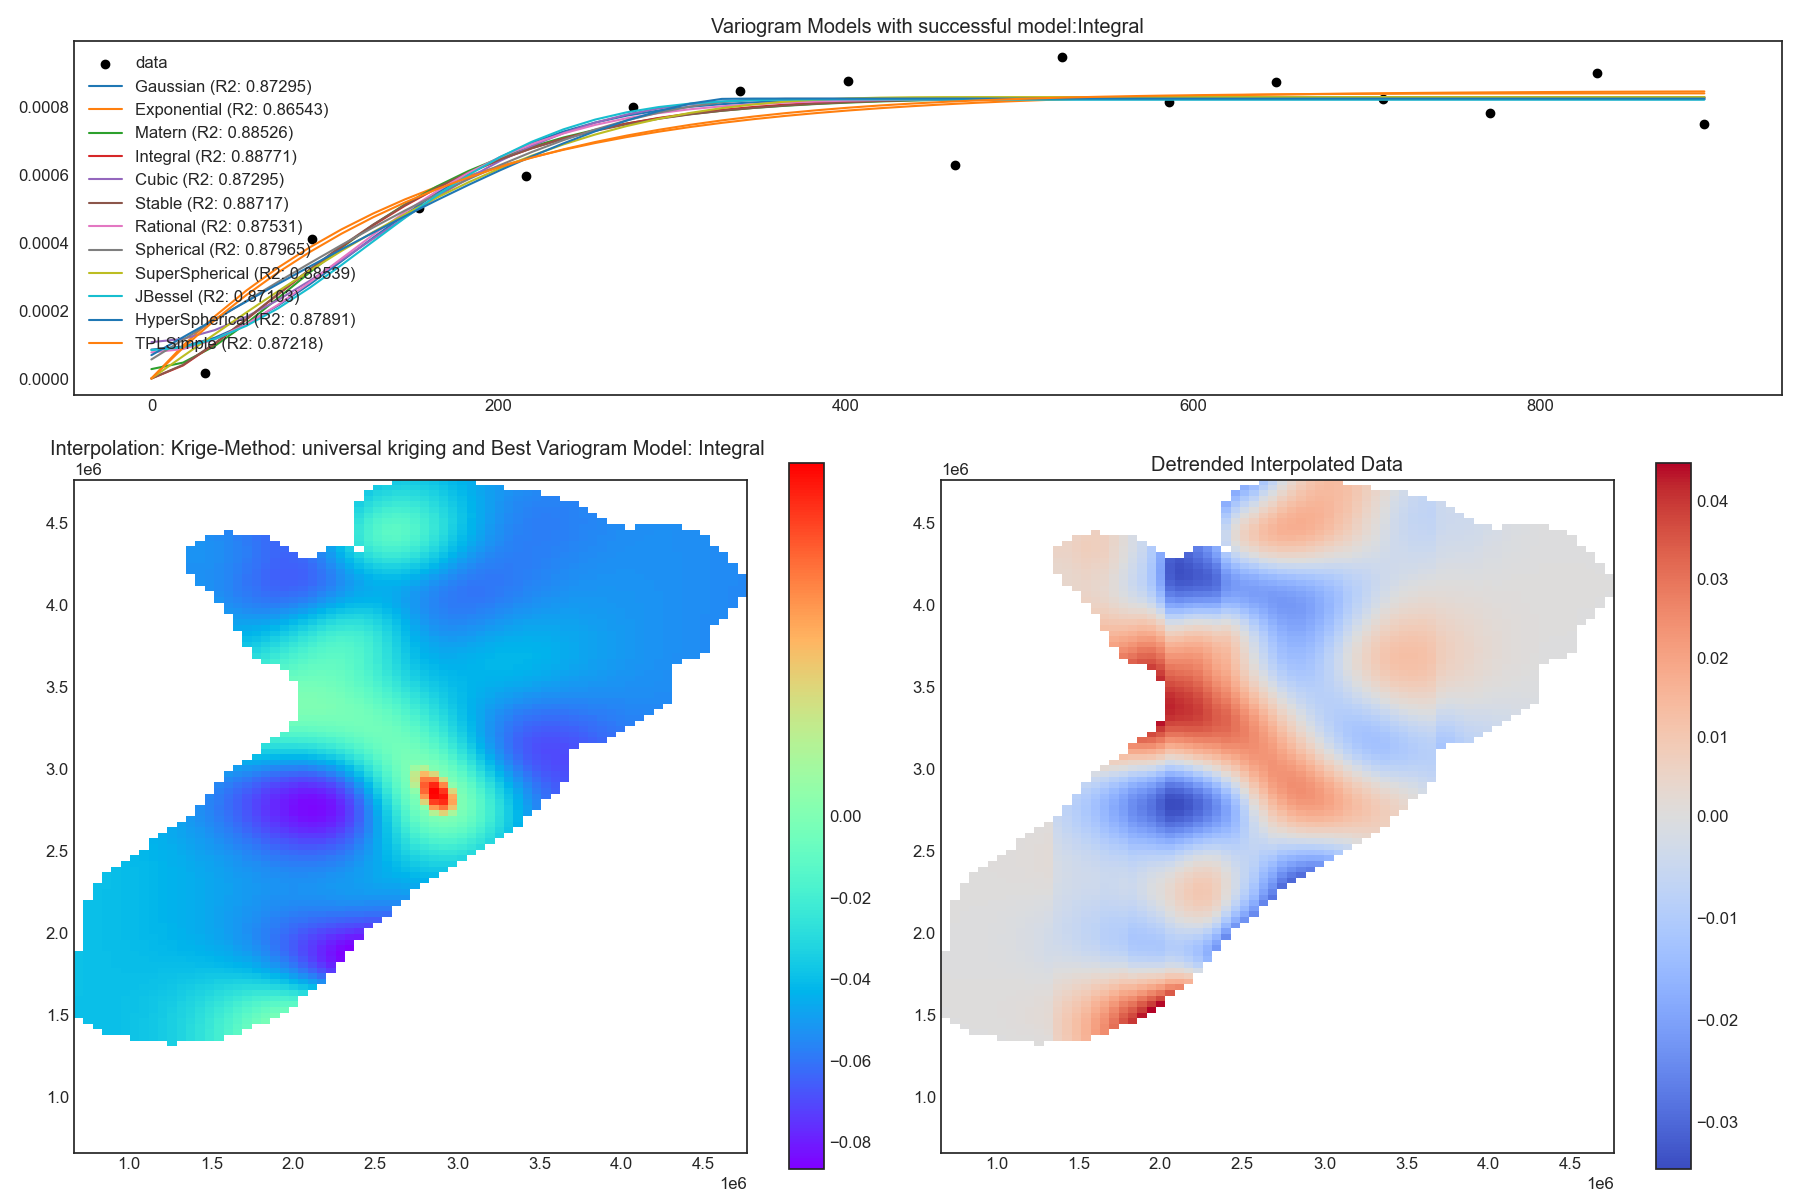 Variogram Models with successful model:Integral
data
Gaussian (R2: 0.87295)
Exponential (R2: 0.86543)
Matern (R2: 0.88526)
Integral (R2: 0.88771)
Cubic (R2: 0.87295)
Stable (R2: 0.88717)
Rational (R2: 0.87531)
Spherical (R2: 0.87965)
SuperSpherical (R2: 0.88539)
JBessel (R2: 0.87103)
HyperSpherical (R2: 0.87891)
TPLSimple (R2: 0.87218)
0.0008
0.0006
0.0004
0.0002
0.0000
0 200 400 600 800
Interpolation: Krige-Method: universal kriging and Best Variogram Model: Integral
1e6
4.5
4.0
3.5
3.0
2.5
2.0
1.5
1.0
1.0 1.5 2.0 2.5 3.0 3.5 4.0 4.5
1e6
0.00
−0.02
−0.04
−0.06
−0.08
Detrended Interpolated Data
1e6
4.5
4.0
3.5
3.0
2.5
2.0
1.5
1.0
1.0 1.5 2.0 2.5 3.0 3.5 4.0 4.5
1e6
0.04
0.03
0.02
0.01
0.00
−0.01
−0.02
−0.03